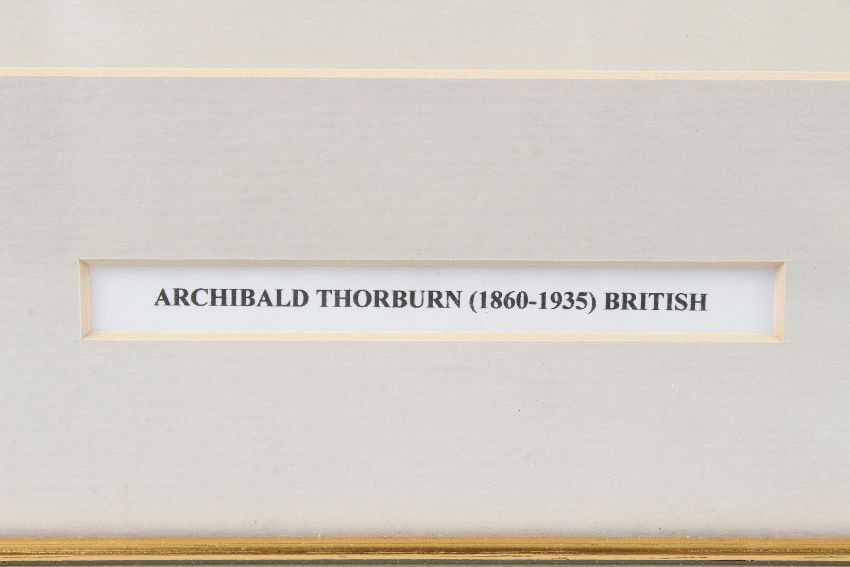 ARCHIBALD THORBURN (1860-1935) BRITISH